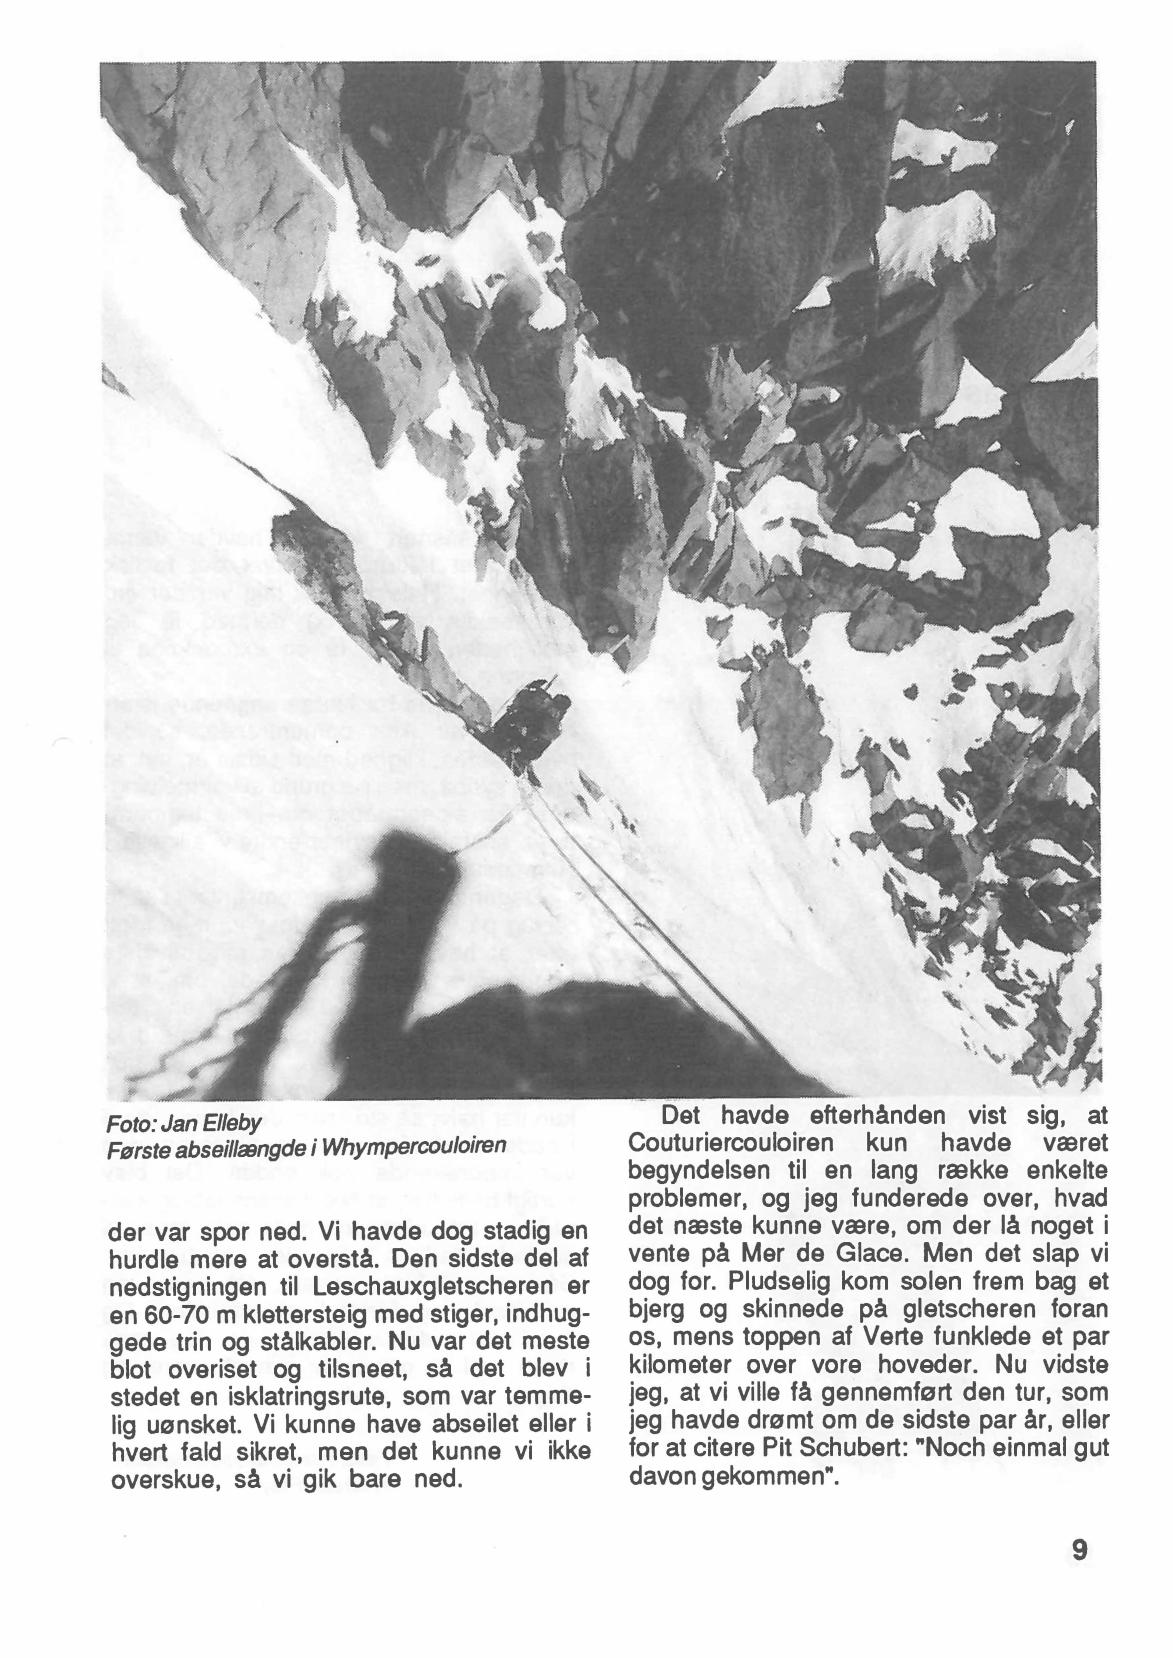 Foto: Jan Elleby
Første abseillængde i Whympercouloiren
der var spor ned. Vi havde dog stadig en
hurdle mere at overstå. Den sidste del af
nedstigningen til Leschauxgletscheren er
en 60-70 m klettersteig med stiger, indhug-
gede trin og stålkabler. Nu var det meste
blot overiset og tilsneet, så det blev i
stedet en isklatringsrute, som var temme-
lig uønsket. Vi kunne have abseilet eller i
hvert fald sikret, men det kunne vi ikke
overskue, så vi gik bare ned.
Det havde efterhånden vist sig, at
Couturiercouloiren kun havde været
begyndelsen til en lang række enkelte
problemer, og jeg funderede over, hvad
det næste kunne være, om der lå noget i
vente på Mer de Glace. Men det slap vi
dog for. Pludselig kom solen frem bag et
bjerg og skinnede på gletscheren foran
os, mens toppen af Verte funklede et par
kilometer over vore hoveder. Nu vidste
jeg, at vi ville få gennemført den tur, som
jeg havde drømt om de sidste par år, eller
for at citere Pit Schubert: "Noch einmal gut
davon gekommen".
9